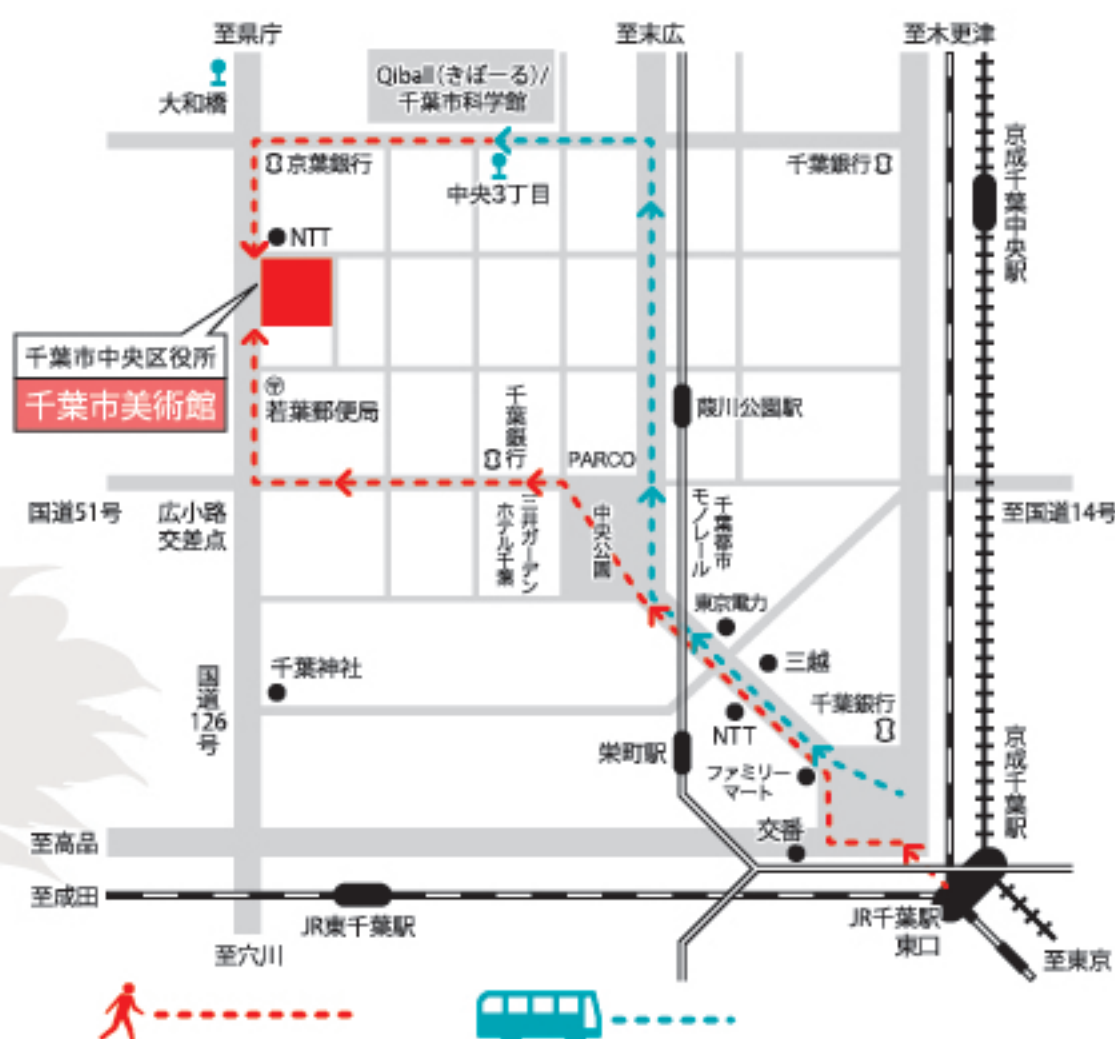 至県庁
至末広
至木更津
大和橋
Qiball(きぼーる)/
千葉市科学館
京葉銀行
中央3丁目
千葉銀行
京成千葉中央駅
NTT
千葉市中央区役所
千葉市美術館
若葉郵便局
千葉銀行
PARCO
葭川公園駅
国道51号
広小路
交差点
三井ガーデン
ホテル千葉
中央公園
千葉都市
モノレール
至国道14号
東京電力
三越
千葉神社
国道126号
千葉銀行
NTT
栄町駅
ファミリー
マート
京成千葉駅
交番
至高品
至成田
JR東千葉駅
JR千葉駅
東口
至穴川
至東京